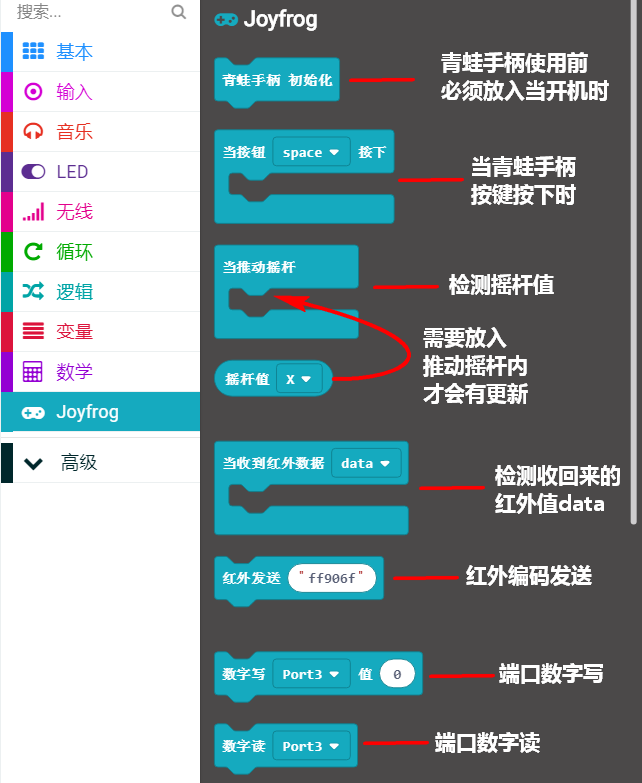 搜索...
基本
输入
音乐
LED
无线
循环
逻辑
变量
数学
Joyfrog
高级
Joyfrog
青蛙手柄 初始化
青蛙手柄使用前
必须放入当开机时
当按钮 space 按下
当青蛙手柄
按键按下时
当推动摇杆
检测摇杆值
摇杆值 X
需要放入
推动摇杆内
才会有更新
当收到红外数据 data
检测收回来的
红外值data
红外发送 "ff906f"
红外编码发送
数字写 Port3 值 0
端口数字写
数字读 Port3
端口数字读